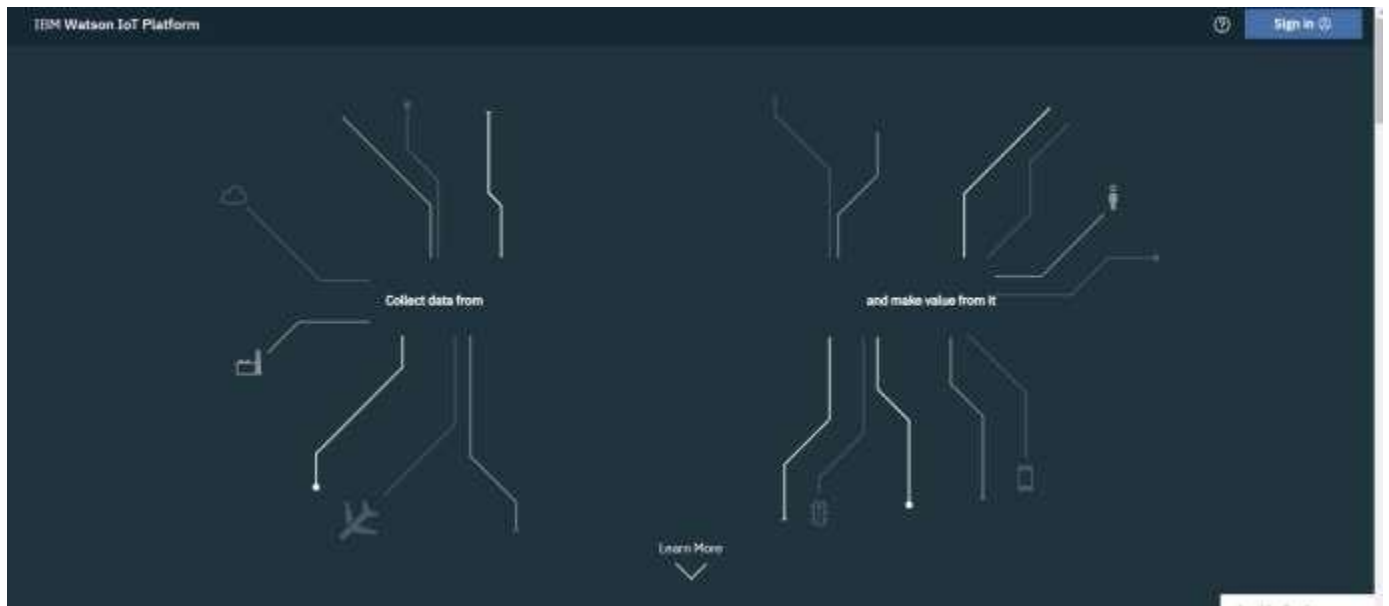 IBM Watson IoT Platform
Sign in
Collect data from
and make value from it
Learn More